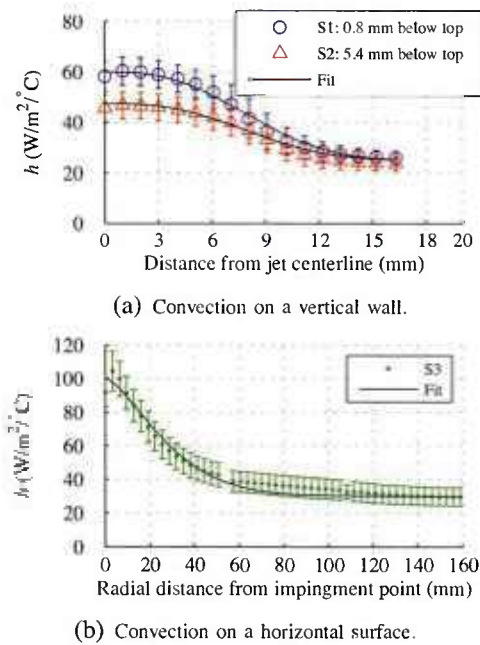 S1: 0.8 mm below top
S2: 5.4 mm below top
Fit
80
60
40
20
0
h (W/m²/°C)
0 3 6 9 12 15 18 20
Distance from jet centerline (mm)
(a) Convection on a vertical wall.
S3
Fit
120
100
80
60
40
20
0
h (W/m²/°C)
0 20 40 60 80 100 120 140 160
Radial distance from impingment point (mm)
(b) Convection on a horizontal surface.